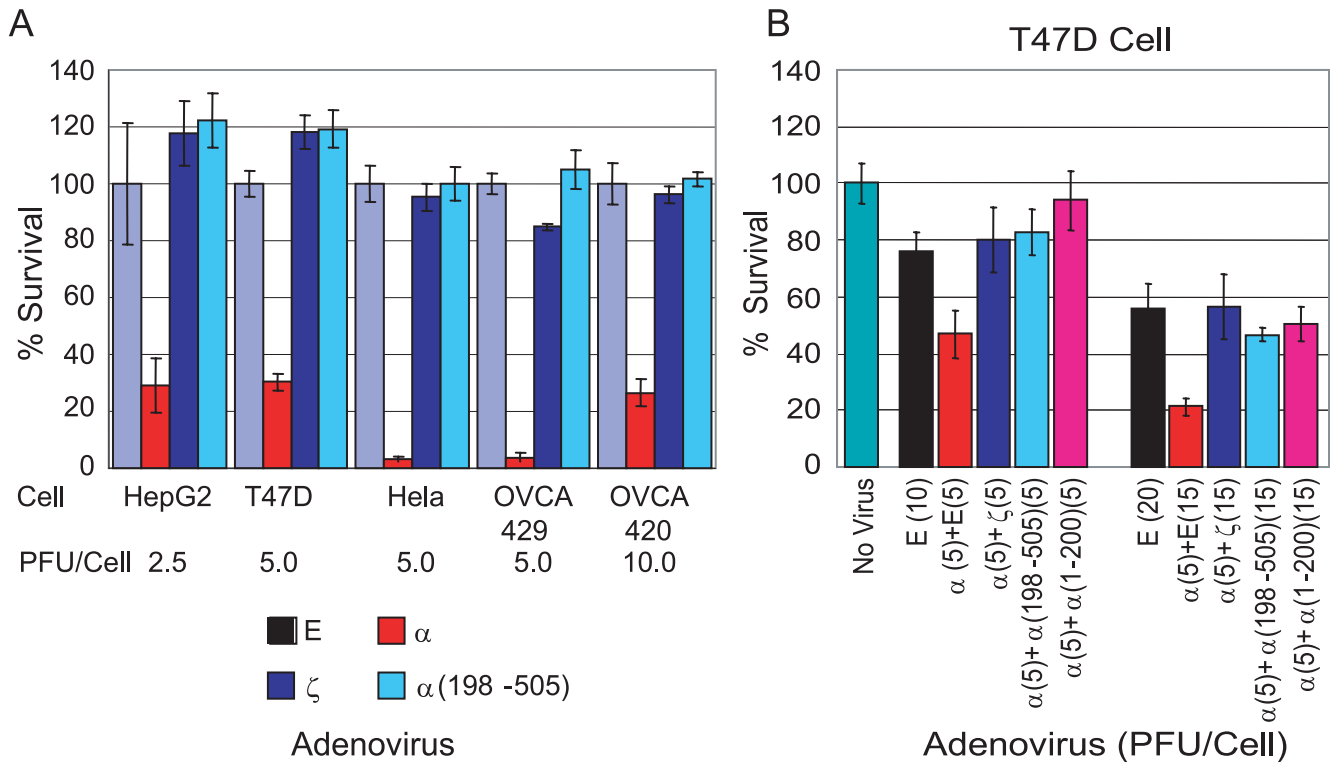 A
140
120
100
80
60
40
20
0
% Survival
Cell
HepG2
T47D
Hela
OVCA
429
OVCA
420
PFU/Cell
2.5
5.0
5.0
5.0
10.0
E
α
ζ
α(198 -505)
Adenovirus
B
T47D Cell
140
120
100
80
60
40
20
0
% Survival
No Virus
E (10)
α (5)+E(5)
α(5)+ ζ(5)
α(5)+ α(198 -505)(5)
α(5)+ α(1-200)(5)
E (20)
α(5)+E(15)
α(5)+ ζ(15)
α(5)+ α(198 -505)(15)
α(5)+ α(1-200)(15)
Adenovirus (PFU/Cell)